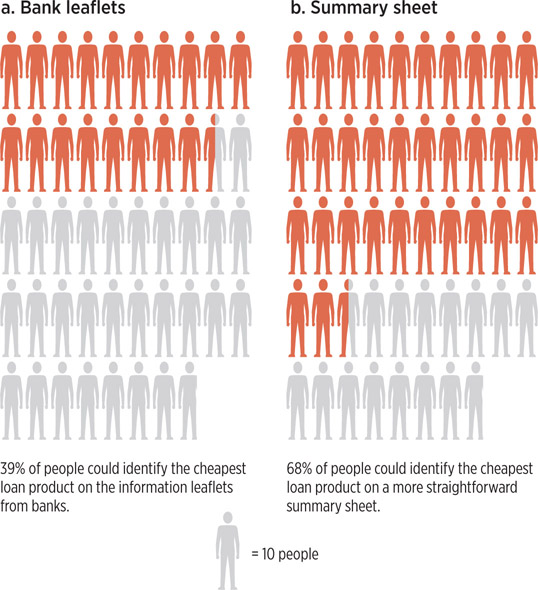 a. Bank leaflets
b. Summary sheet
39% of people could identify the cheapest
loan product on the information leaflets
from banks.
68% of people could identify the cheapest
loan product on a more straightforward
summary sheet.
= 10 people